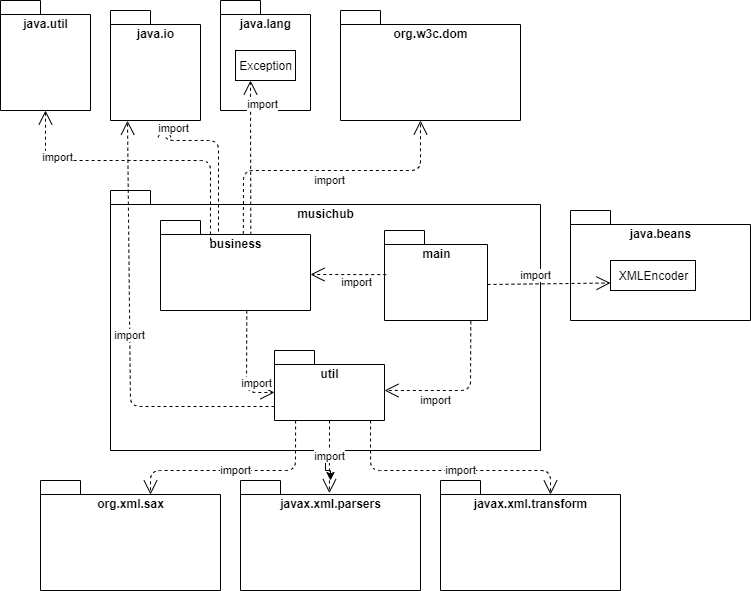 java.util
java.io
java.lang
org.w3c.dom
Exception
import
import
import
import
musichub
business
main
java.beans
XMLEncoder
import
import
import
util
import
import
import
import
import
org.xml.sax
javax.xml.parsers
javax.xml.transform